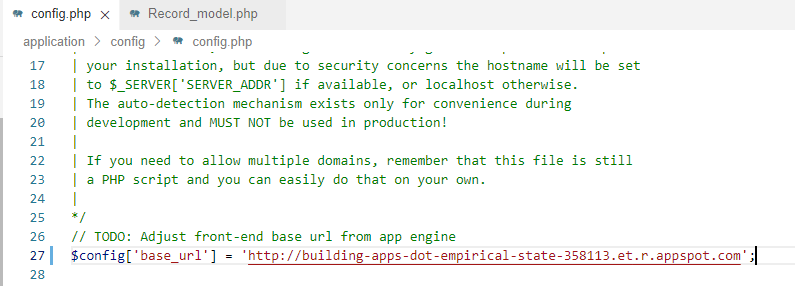 config.php ×
Record_model.php
application > config > config.php
17 | your installation, but due to security concerns the hostname will be set
18 | to $_SERVER['SERVER_ADDR'] if available, or localhost otherwise.
19 | The auto-detection mechanism exists only for convenience during
20 | development and MUST NOT be used in production!
21 |
22 | If you need to allow multiple domains, remember that this file is still
23 | a PHP script and you can easily do that on your own.
24 |
25 */
26 // TODO: Adjust front-end base url from app engine
27 $config['base_url'] = 'http://building-apps-dot-empirical-state-358113.et.r.appspot.com';
28